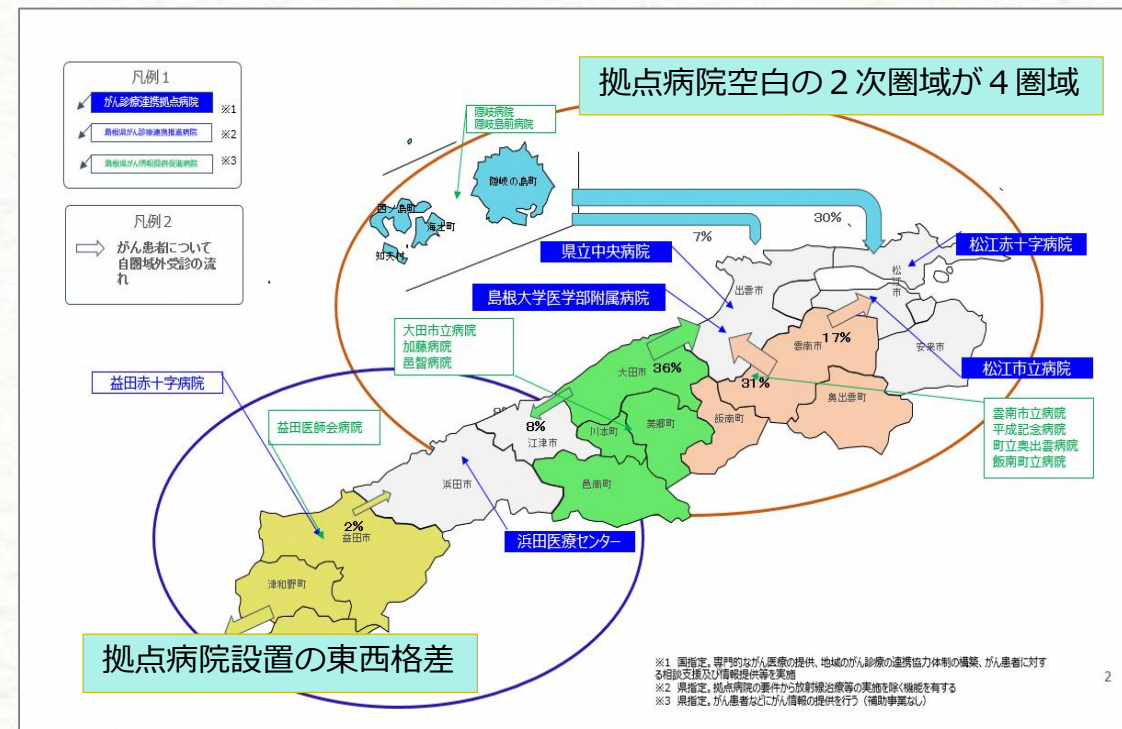 凡例１
がん診療連携拠点病院 ※1
島根県がん診療連携推進病院 ※2
島根県がん情報提供促進病院 ※3
凡例２
がん患者について
自圏域外受診の流
れ
拠点病院空白の２次圏域が４圏域
隠岐病院
隠岐島前病院
隠岐の島町
西ノ島町
海士町
知夫村
30%
7%
県立中央病院
松江赤十字病院
島根大学医学部附属病院
出雲市
松江市
大田市立病院
加藤病院
邑智病院
雲南市
17%
安来市
大田市
36%
31%
松江市立病院
益田赤十字病院
奥出雲町
飯南町
美郷町
川本町
8%
江津市
雲南市立病院
平成記念病院
町立奥出雲病院
飯南町立病院
益田医師会病院
浜田市
邑南町
2%
益田市
浜田医療センター
津和野町
拠点病院設置の東西格差
※1　国指定。専門的ながん医療の提供、地域のがん診療の連携協力体制の構築、がん患者に対す
る相談支援及び情報提供等を実施
※2　県指定。拠点病院の要件から放射線治療等の実施を除く機能を有する
※3　県指定。がん患者などにがん情報の提供を行う（補助事業なし）
2